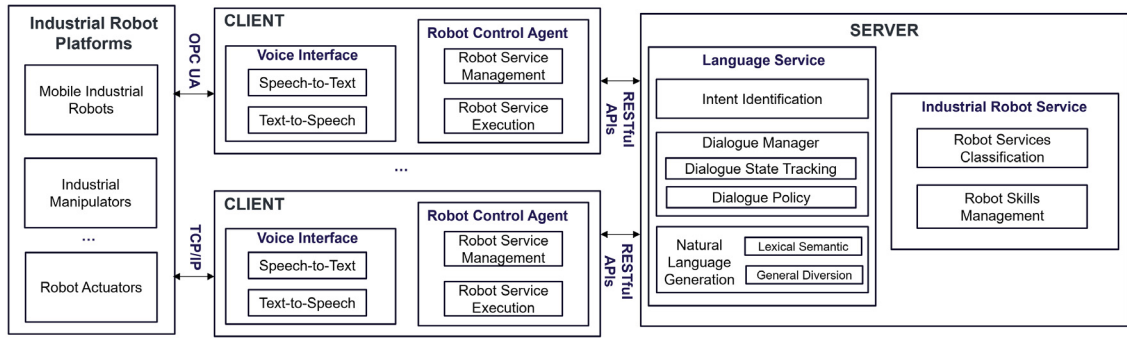 Industrial Robot
Platforms
Mobile Industrial
Robots
Industrial
Manipulators
...
Robot Actuators
OPC UA
TCP/IP
CLIENT
Voice Interface
Speech-to-Text
Text-to-Speech
Robot Control Agent
Robot Service
Management
Robot Service
Execution
...
CLIENT
Voice Interface
Speech-to-Text
Text-to-Speech
Robot Control Agent
Robot Service
Management
Robot Service
Execution
RESTful
APIs
RESTful
APIs
SERVER
Language Service
Intent Identification
Dialogue Manager
Dialogue State Tracking
Dialogue Policy
Natural
Language
Generation
Lexical Semantic
General Diversion
Industrial Robot Service
Robot Services
Classification
Robot Skills
Management